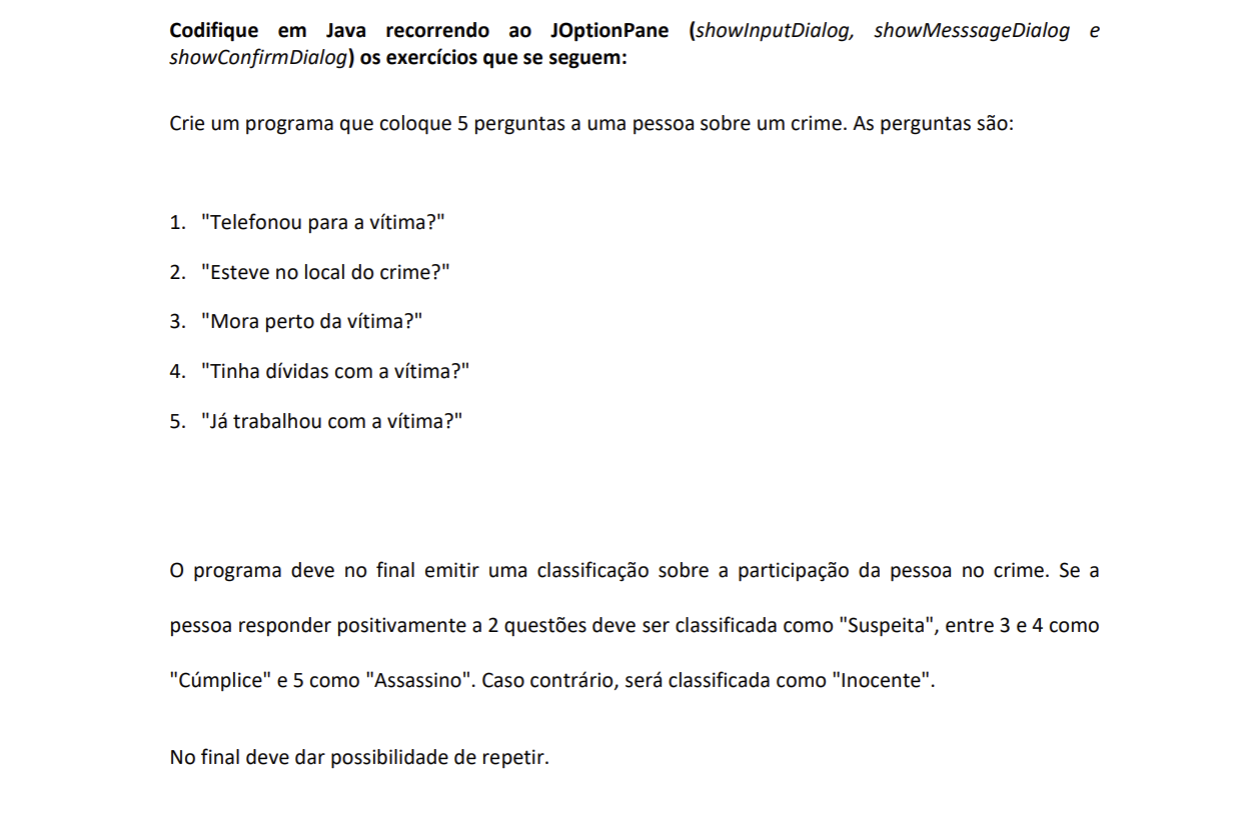 Codifique em Java recorrendo ao JOptionPane (showInputDialog, showMesssageDialog e
showConfirmDialog) os exercícios que se seguem:
Crie um programa que coloque 5 perguntas a uma pessoa sobre um crime. As perguntas são:
1. "Telefonou para a vítima?"
2. "Esteve no local do crime?"
3. "Mora perto da vítima?"
4. "Tinha dívidas com a vítima?"
5. "Já trabalhou com a vítima?"
O programa deve no final emitir uma classificação sobre a participação da pessoa no crime. Se a
pessoa responder positivamente a 2 questões deve ser classificada como "Suspeita", entre 3 e 4 como
"Cúmplice" e 5 como "Assassino". Caso contrário, será classificada como "Inocente".
No final deve dar possibilidade de repetir.